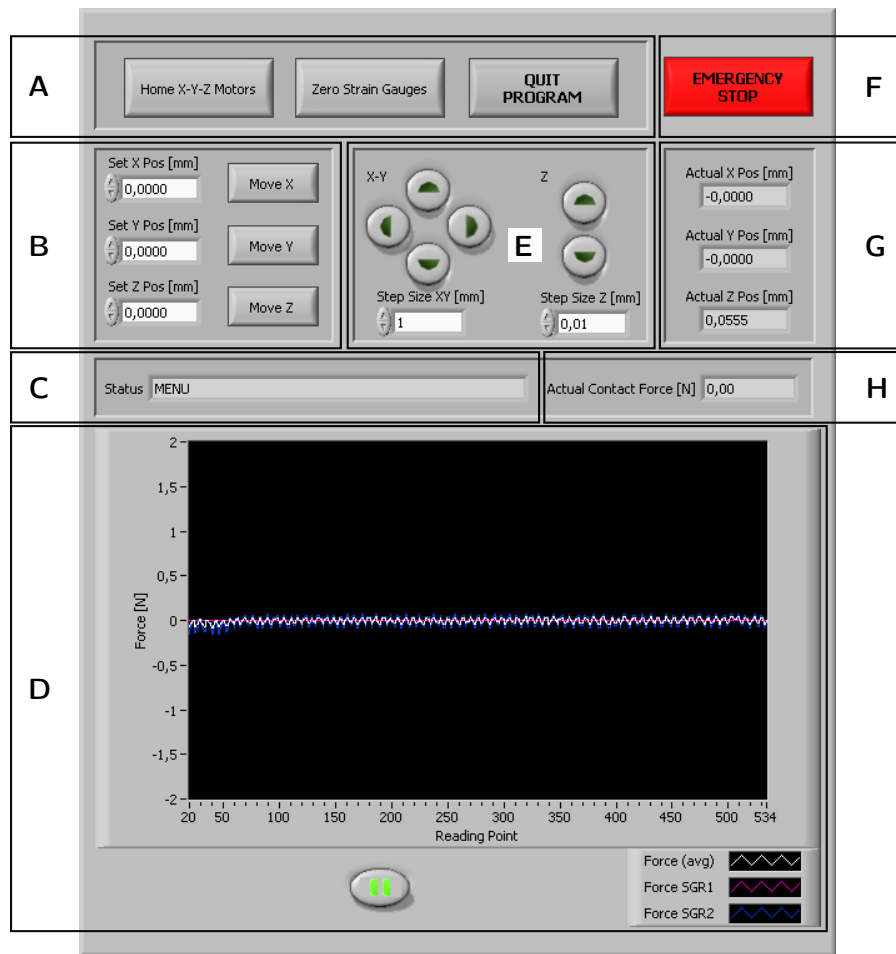 A
Home X-Y-Z Motors
Zero Strain Gauges
QUIT
PROGRAM
EMERGENCY
STOP
F
B
Set X Pos [mm]
0,0000
Move X
Set Y Pos [mm]
0,0000
Move Y
Set Z Pos [mm]
0,0000
Move Z
X-Y
Z
E
Step Size XY [mm]
1
Step Size Z [mm]
0,01
Actual X Pos [mm]
-0,0000
Actual Y Pos [mm]
-0,0000
Actual Z Pos [mm]
0,0555
G
C
Status MENU
Actual Contact Force [N] 0,00
H
D
Force [N]
2
1,5
1
0,5
0
-0,5
-1
-1,5
-2
20 50 100 150 200 250 300 350 400 450 500 534
Reading Point
Force (avg)
Force SGR1
Force SGR2